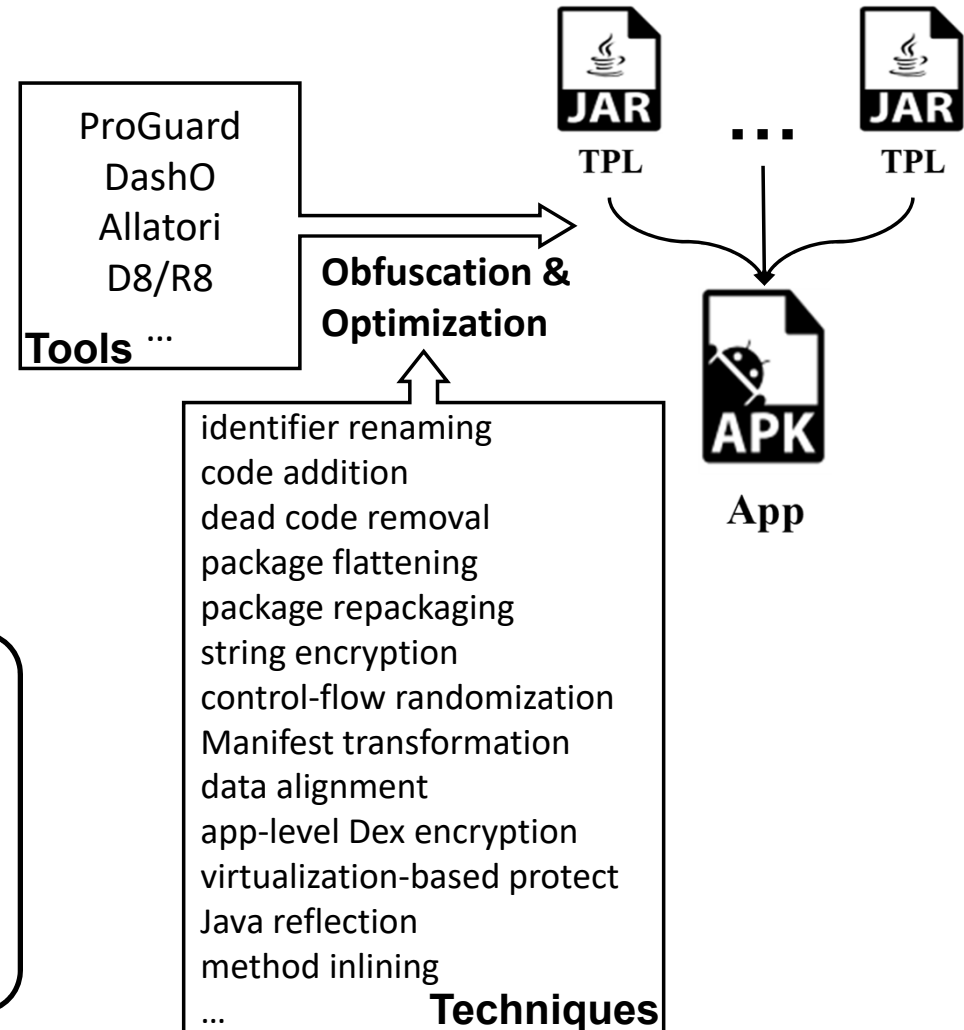 ProGuard
DashO
Allatori
D8/R8
...
Tools
JAR
TPL
...
JAR
TPL
Obfuscation &
Optimization
APK
App
identifier renaming
code addition
dead code removal
package flattening
package repackaging
string encryption
control-flow randomization
Manifest transformation
data alignment
app-level Dex encryption
virtualization-based protect
Java reflection
method inlining
...
Techniques